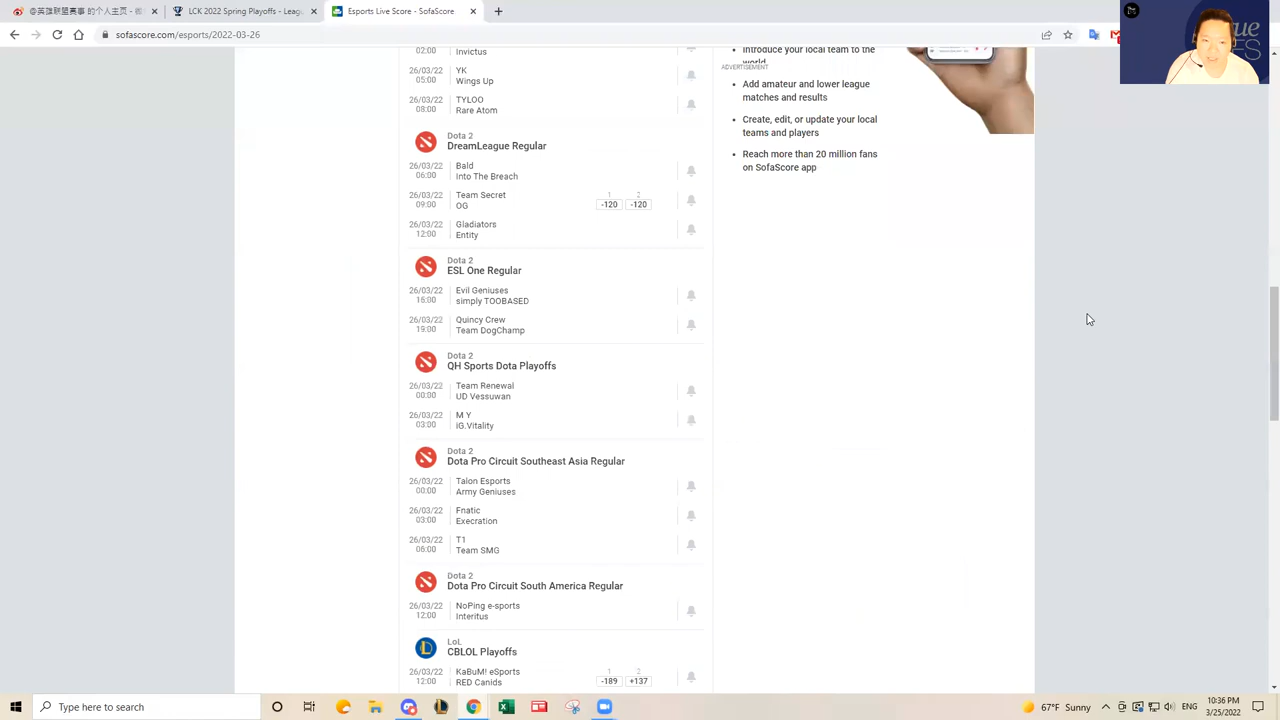 @英雄联盟赛事 的个人主页 - 微
LCK 2022 Spring Playoffs - Leag
Esports Live Score - SofaScore
sofascore.com/esports/2022-03-26
02:00
Invictus
26/03/22
05:00
YK
Wings Up
26/03/22
08:00
TYLOO
Rare Atom
Dota 2
DreamLeague Regular
26/03/22
06:00
Bald
Into The Breach
26/03/22
09:00
Team Secret
OG
1 2
-120 -120
26/03/22
12:00
Gladiators
Entity
Dota 2
ESL One Regular
26/03/22
16:00
Evil Geniuses
simply TOOBASED
26/03/22
19:00
Quincy Crew
Team DogChamp
Dota 2
QH Sports Dota Playoffs
26/03/22
00:00
Team Renewal
UD Vessuwan
26/03/22
03:00
M Y
iG.Vitality
Dota 2
Dota Pro Circuit Southeast Asia Regular
26/03/22
00:00
Talon Esports
Army Geniuses
26/03/22
03:00
Fnatic
Execration
26/03/22
06:00
T1
Team SMG
Dota 2
Dota Pro Circuit South America Regular
26/03/22
12:00
NoPing e-sports
Interitus
LoL
CBLOL Playoffs
26/03/22
12:00
KaBuM! eSports
RED Canids
1 2
-189 +137
Introduce your local team to the
world
ADVERTISEMENT
Add amateur and lower league
matches and results
Create, edit, or update your local
teams and players
Reach more than 20 million fans
on SofaScore app
Type here to search
67°F Sunny
10:36 PM
3/25/2022